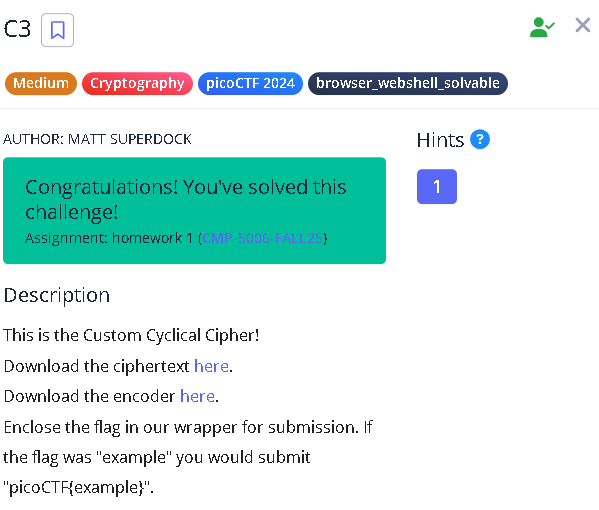 C3
Medium Cryptography picoCTF 2024 browser_webshell_solvable
AUTHOR: MATT SUPERDOCK
Hints ?
1
Congratulations! You've solved this
challenge!
Assignment: homework 1 (CMP-5006-FALL25)
Description
This is the Custom Cyclical Cipher!
Download the ciphertext here.
Download the encoder here.
Enclose the flag in our wrapper for submission. If
the flag was "example" you would submit
"picoCTF{example}".